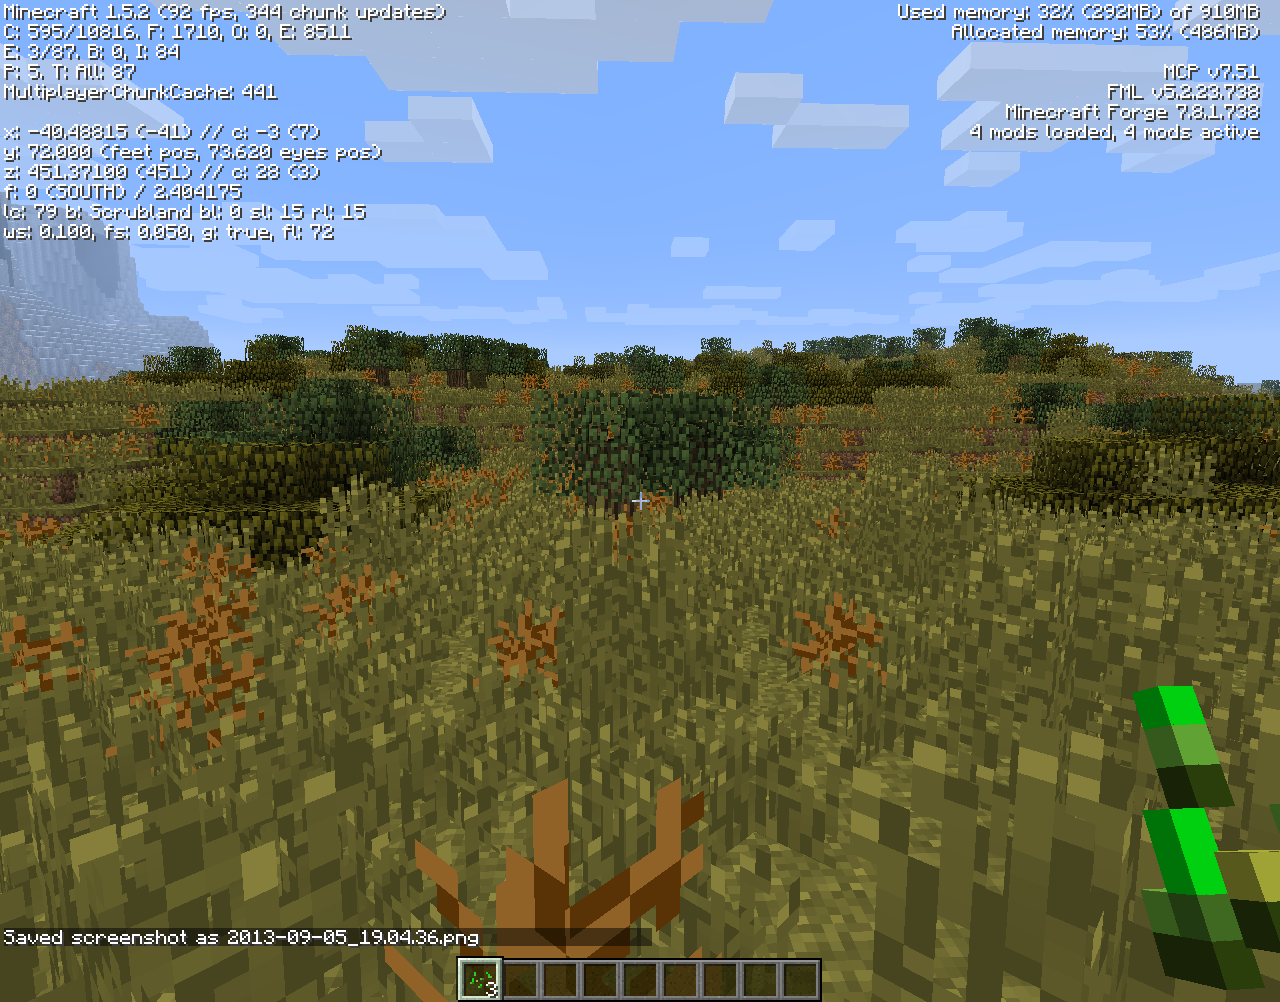 Minecraft 1.5.2 (92 fps, 344 chunk updates)
C: 595/10816. F: 1710, O: 0, E: 8511
E: 3/87. B: 0, I: 84
P: 5. T: All: 87
MultiplayerChunkCache: 441
x: -40.48815 (-41) // c: -3 (7)
y: 72.000 (feet pos, 73.620 eyes pos)
z: 451.37100 (451) // c: 28 (3)
f: 0 (SOUTH) / 2.404175
lc: 79 b: Scrubland bl: 0 sl: 15 rl: 15
ws: 0.100, fs: 0.050, g: true, fl: 72
Used memory: 32% (292MB) of 910MB
Allocated memory: 53% (486MB)
MCP v7.51
FML v5.2.23.738
Minecraft Forge 7.8.1.738
4 mods loaded, 4 mods active
Saved screenshot as 2013-09-05_19.04.36.png
3